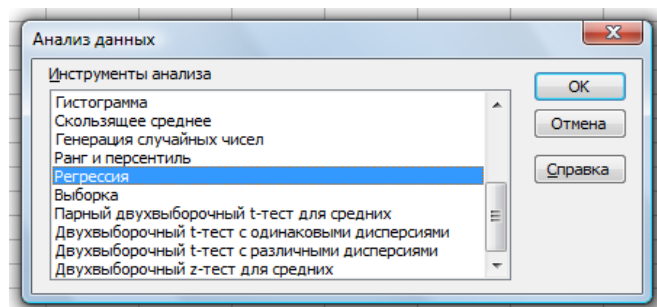 Анализ данных
Инструменты анализа
Гистограмма
Скользящее среднее
Генерация случайных чисел
Ранг и персентиль
Регрессия
Выборка
Парный двухвыборочный t-тест для средних
Двухвыборочный t-тест с одинаковыми дисперсиями
Двухвыборочный t-тест с различными дисперсиями
Двухвыборочный z-тест для средних
ОК
Отмена
Справка